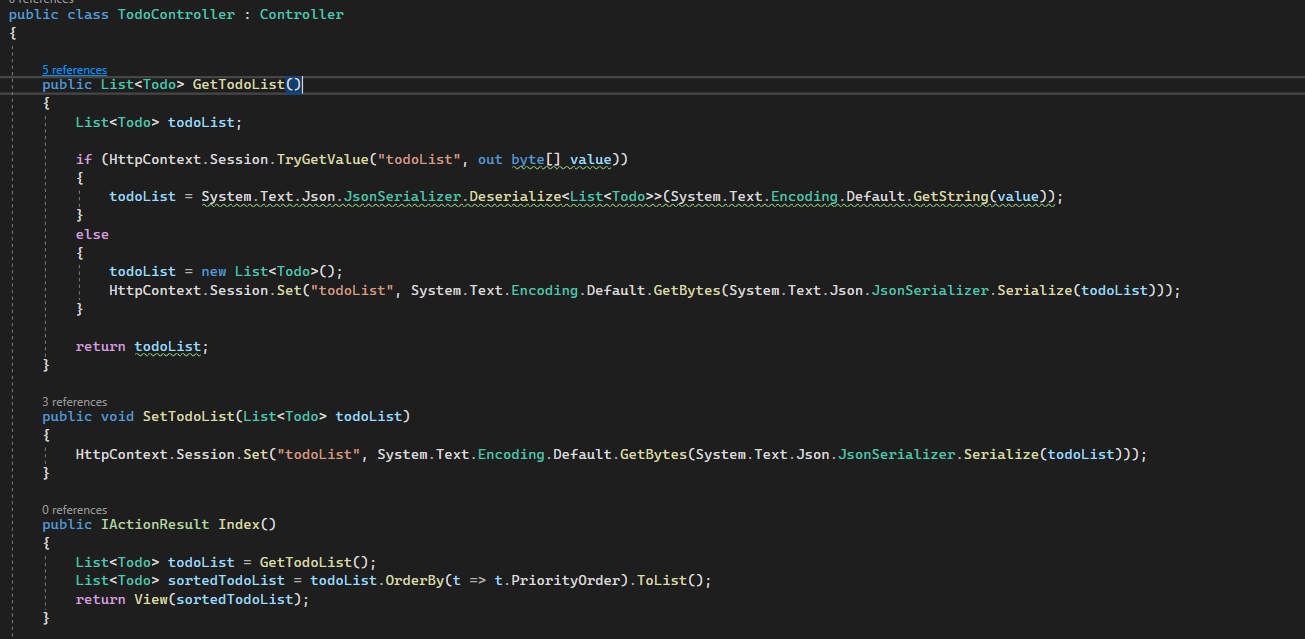 0 references
public class TodoController : Controller
{
5 references
public List<Todo> GetTodoList()
{
List<Todo> todoList;
if (HttpContext.Session.TryGetValue("todoList", out byte[] value))
{
todoList = System.Text.Json.JsonSerializer.Deserialize<List<Todo>>(System.Text.Encoding.Default.GetString(value));
}
else
{
todoList = new List<Todo>();
HttpContext.Session.Set("todoList", System.Text.Encoding.Default.GetBytes(System.Text.Json.JsonSerializer.Serialize(todoList)));
}
return todoList;
}
3 references
public void SetTodoList(List<Todo> todoList)
{
HttpContext.Session.Set("todoList", System.Text.Encoding.Default.GetBytes(System.Text.Json.JsonSerializer.Serialize(todoList)));
}
0 references
public IActionResult Index()
{
List<Todo> todoList = GetTodoList();
List<Todo> sortedTodoList = todoList.OrderBy(t => t.PriorityOrder).ToList();
return View(sortedTodoList);
}